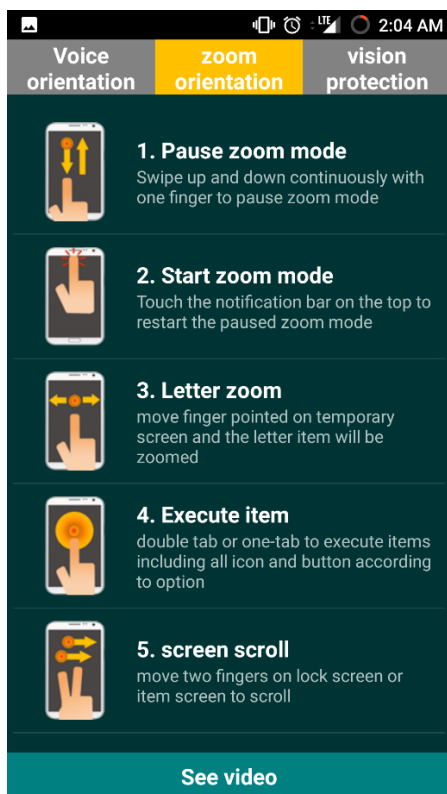 LTE 2:04 AM
Voice orientation
zoom orientation
vision protection
1. Pause zoom mode
Swipe up and down continuously with
one finger to pause zoom mode
2. Start zoom mode
Touch the notification bar on the top to
restart the paused zoom mode
3. Letter zoom
move finger pointed on temporary
screen and the letter item will be
zoomed
4. Execute item
double tab or one-tab to execute items
including all icon and button according
to option
5. screen scroll
move two fingers on lock screen or
item screen to scroll
See video